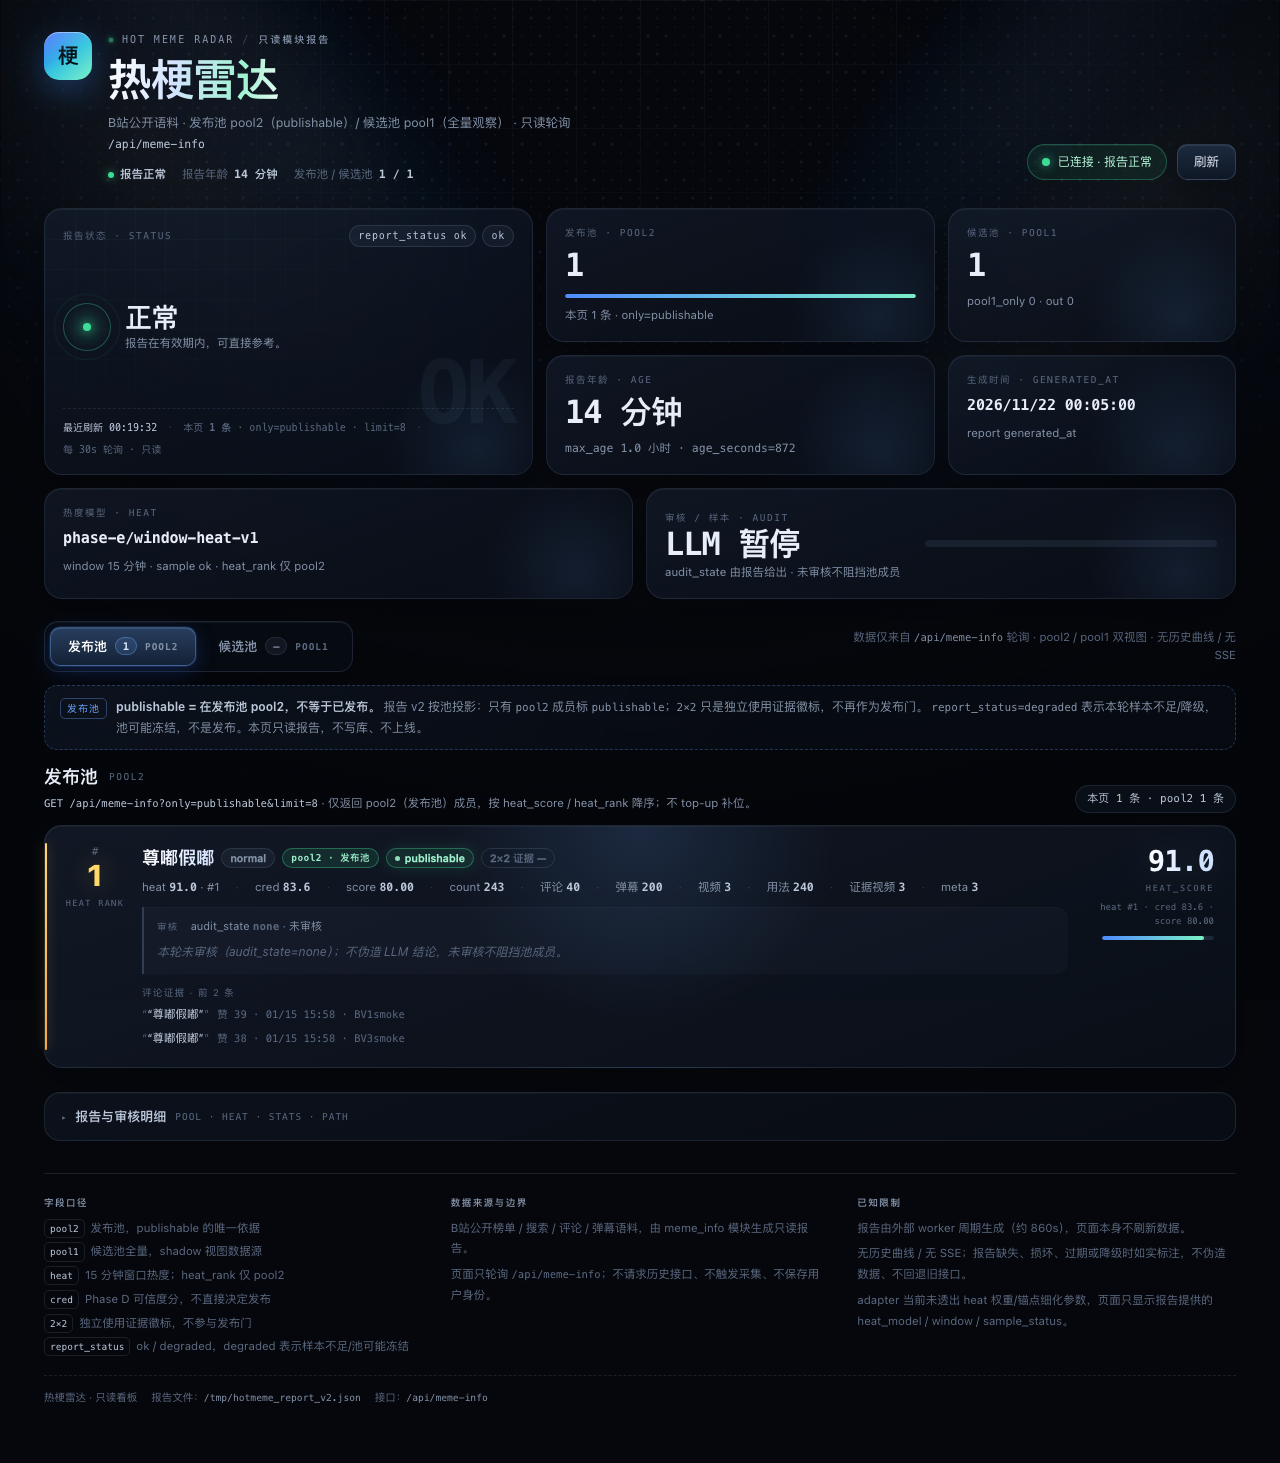 梗
HOT MEME RADAR / 只读模块报告
热梗雷达
B站公开语料 · 发布池 pool2（publishable）/ 候选池 pool1（全量观察） · 只读轮询
/api/meme-info
报告正常 报告年龄 14 分钟 发布池 / 候选池 1 / 1
已连接 · 报告正常
刷新
报告状态 · STATUS
report_status ok
ok
正常
报告在有效期内，可直接参考。
OK
最近刷新 00:19:32 · 本页 1 条 · only=publishable · limit=8 ·
每 30s 轮询 · 只读
发布池 · POOL2
1
本页 1 条 · only=publishable
候选池 · POOL1
1
pool1_only 0 · out 0
报告年龄 · AGE
14 分钟
max_age 1.0 小时 · age_seconds=872
生成时间 · GENERATED_AT
2026/11/22 00:05:00
report generated_at
热度模型 · HEAT
phase-e/window-heat-v1
window 15 分钟 · sample ok · heat_rank 仅 pool2
审核 / 样本 · AUDIT
LLM 暂停
audit_state 由报告给出 · 未审核不阻挡池成员
发布池 1 POOL2
候选池 — POOL1
数据仅来自 /api/meme-info 轮询 · pool2 / pool1 双视图 · 无历史曲线 / 无
SSE
发布池
publishable = 在发布池 pool2，不等于已发布。 报告 v2 按池投影：只有 pool2 成员标 publishable；2×2 只是独立使用证据徽标，不再作为发布门。 report_status=degraded 表示本轮样本不足/降级，
池可能冻结，不是发布。本页只读报告，不写库、不上线。
发布池 POOL2
GET /api/meme-info?only=publishable&limit=8 · 仅返回 pool2（发布池）成员，按 heat_score / heat_rank 降序；不 top-up 补位。
本页 1 条 · pool2 1 条
#
1
HEAT RANK
尊嘟假嘟 normal pool2 · 发布池 publishable 2×2 证据 —
heat 91.0 · #1 · cred 83.6 · score 80.00 · count 243 · 评论 40 · 弹幕 200 · 视频 3 · 用法 240 · 证据视频 3 · meta 3
审核 audit_state none · 未审核
本轮未审核（audit_state=none）；不伪造 LLM 结论，未审核不阻挡池成员。
评论证据 · 前 2 条
““尊嘟假嘟”” 赞 39 · 01/15 15:58 · BV1smoke
““尊嘟假嘟”” 赞 38 · 01/15 15:58 · BV3smoke
91.0
HEAT_SCORE
heat #1 · cred 83.6 ·
score 80.00
▸ 报告与审核明细 POOL · HEAT · STATS · PATH
字段口径
pool2 发布池，publishable 的唯一依据
pool1 候选池全量，shadow 视图数据源
heat 15 分钟窗口热度；heat_rank 仅 pool2
cred Phase D 可信度分，不直接决定发布
2×2 独立使用证据徽标，不参与发布门
report_status ok / degraded，degraded 表示样本不足/池可能冻结
数据来源与边界
B站公开榜单 / 搜索 / 评论 / 弹幕语料，由 meme_info 模块生成只读报
告。
页面只轮询 /api/meme-info；不请求历史接口、不触发采集、不保存用
户身份。
已知限制
报告由外部 worker 周期生成（约 860s），页面本身不刷新数据。
无历史曲线 / 无 SSE；报告缺失、损坏、过期或降级时如实标注，不伪造
数据、不回退旧接口。
adapter 当前未透出 heat 权重/锚点细化参数，页面只显示报告提供的
heat_model / window / sample_status。
热梗雷达 · 只读看板 报告文件：/tmp/hotmeme_report_v2.json 接口：/api/meme-info